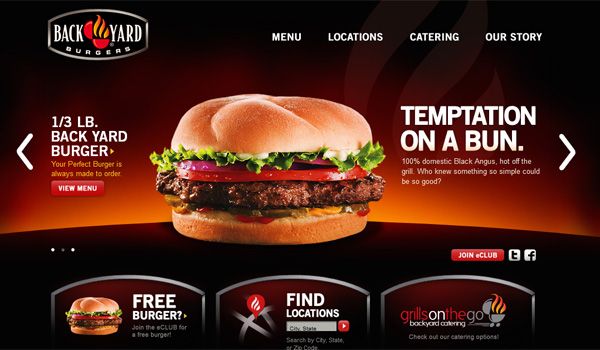 BACK YARD
BURGERS
MENU
LOCATIONS
CATERING
OUR STORY
1/3 LB.
BACK YARD
BURGER
Your Perfect Burger is
always made to order.
VIEW MENU
TEMPTATION
ON A BUN.
100% domestic Black Angus, hot off the
grill. Who knew something so simple could
be so good?
JOIN eCLUB
t f
FREE
BURGER?
Join the eCLUB for
a free burger!
FIND
LOCATIONS
City, State
Search by City, State,
or Zip Code.
grillsonthego
backyard catering
Check out our catering options!